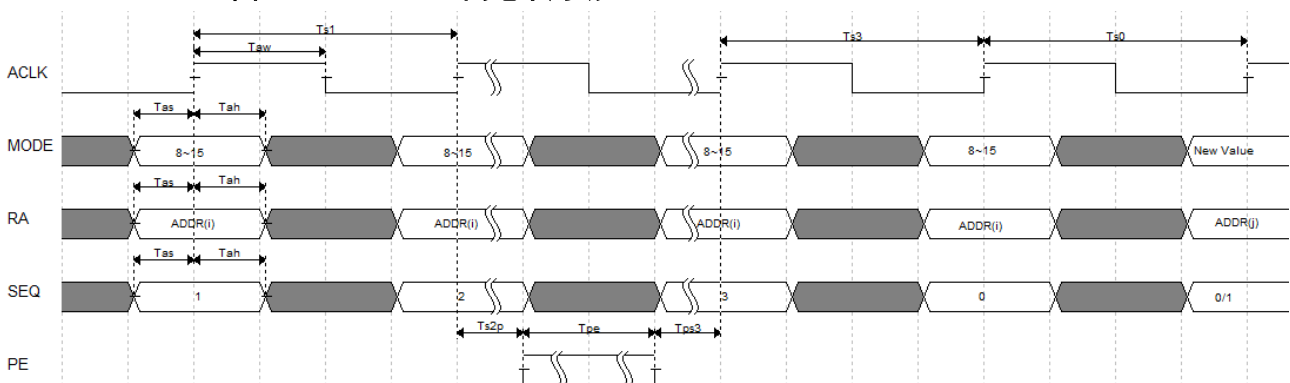 Ts1 Ts3 Ts0
Taw
ACLK
Tas Tah
MODE 8~15 8~15 8~15 8~15 New Value
Tas Tah
RA ADDR(i) ADDR(i) ADDR(i) ADDR(i) ADDR(j)
Tas Tah
SEQ 1 2 3 0 0/1
Ts2p Tpe Tps3
PE